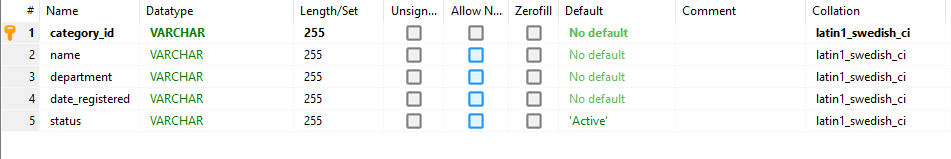 # Name Datatype Length/Set Unsign... Allow N... Zerofill Default Comment Collation
1 category_id VARCHAR 255 No default latin1_swedish_ci
2 name VARCHAR 255 No default latin1_swedish_ci
3 department VARCHAR 255 No default latin1_swedish_ci
4 date_registered VARCHAR 255 No default latin1_swedish_ci
5 status VARCHAR 255 'Active' latin1_swedish_ci